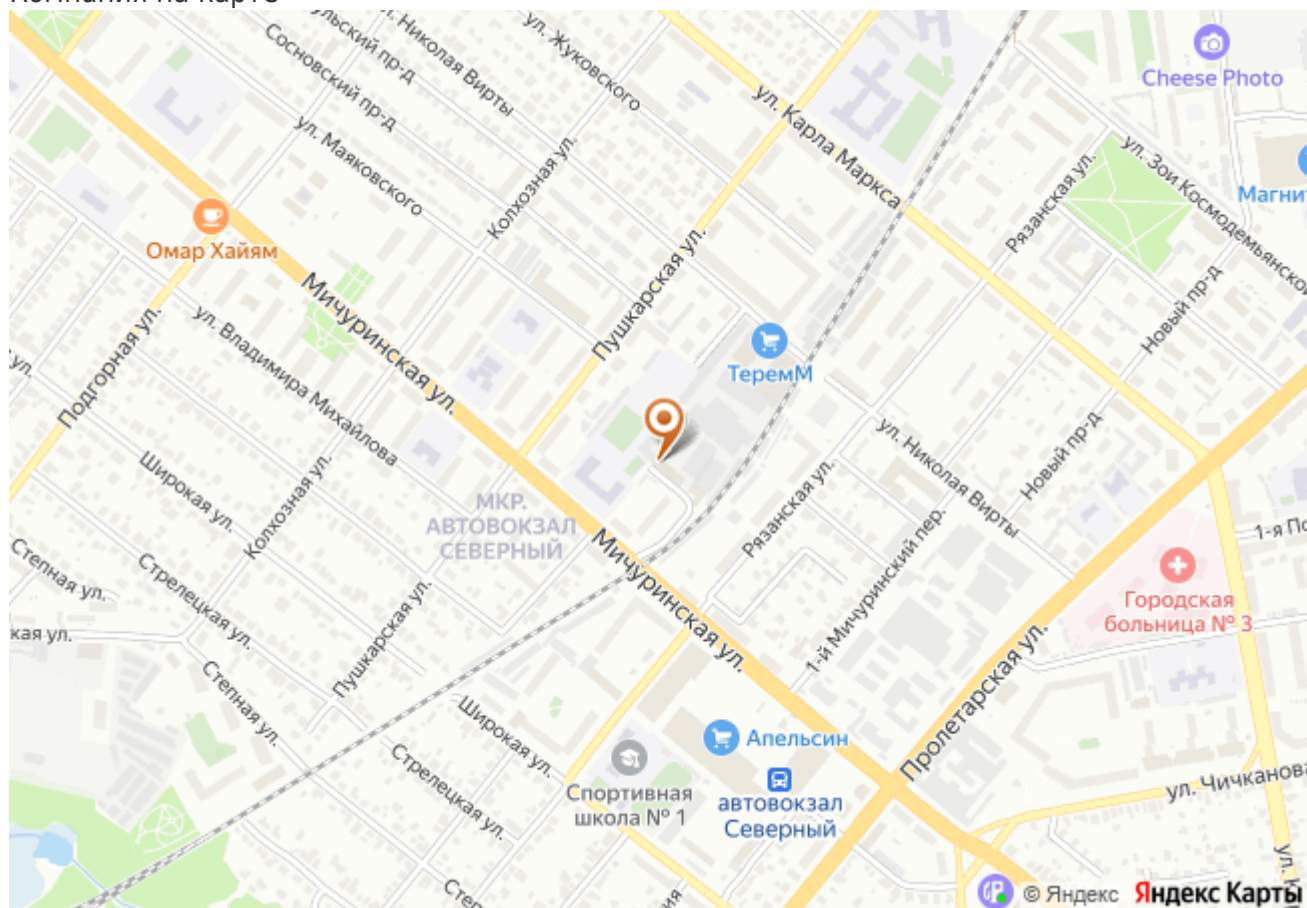 Компания на карте
ул. Николая Вирты
ул. Жуковского
Сосновский пр-д
ул. Карла Маркса
Cheese Photo
ул. Маяковского
Колхозная ул.
Рязанская ул.
ул. Зои Космодемьянской
Магнит
Омар Хайям
Пушкарская ул.
Новый пр-д
Мичуринская ул.
ул. Владимира Михайлова
Подгорная ул.
ТеремМ
ул. Николая Вирты
Новый пр-д
Широкая ул.
Колхозная ул.
МКР.
АВТОВОКЗАЛ
СЕВЕРНЫЙ
Рязанская ул.
1-й Мичуринский пер.
Степная ул.
Стрелецкая ул.
Пушкарская ул.
Мичуринская ул.
Городская
больница № 3
кая ул.
Степная ул.
Пролетарская ул.
Широкая ул.
Апельсин
Стрелецкая ул.
Спортивная
школа № 1
автовокзал
Северный
ул. Чичканова
© Яндекс Яндекс Карты